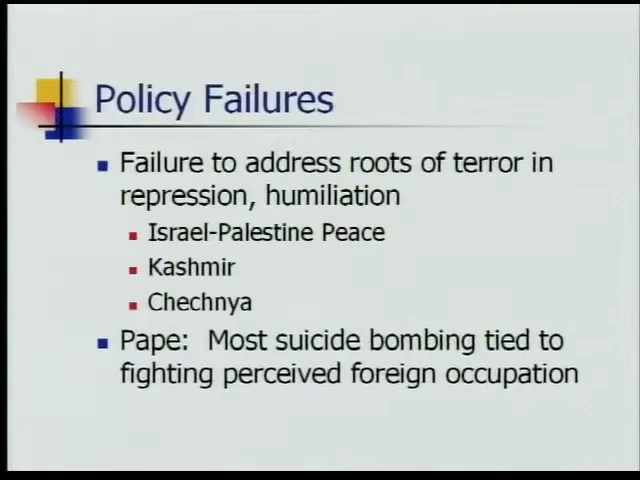 Policy Failures
Failure to address roots of terror in
repression, humiliation
Israel-Palestine Peace
Kashmir
Chechnya
Pape: Most suicide bombing tied to
fighting perceived foreign occupation